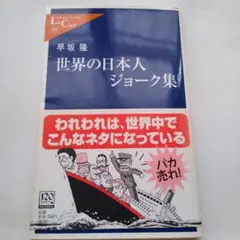 早坂 隆
世界の日本人
ジョーク集
われわれは、世界中で
こんなネタになっている
バカ
売れ!